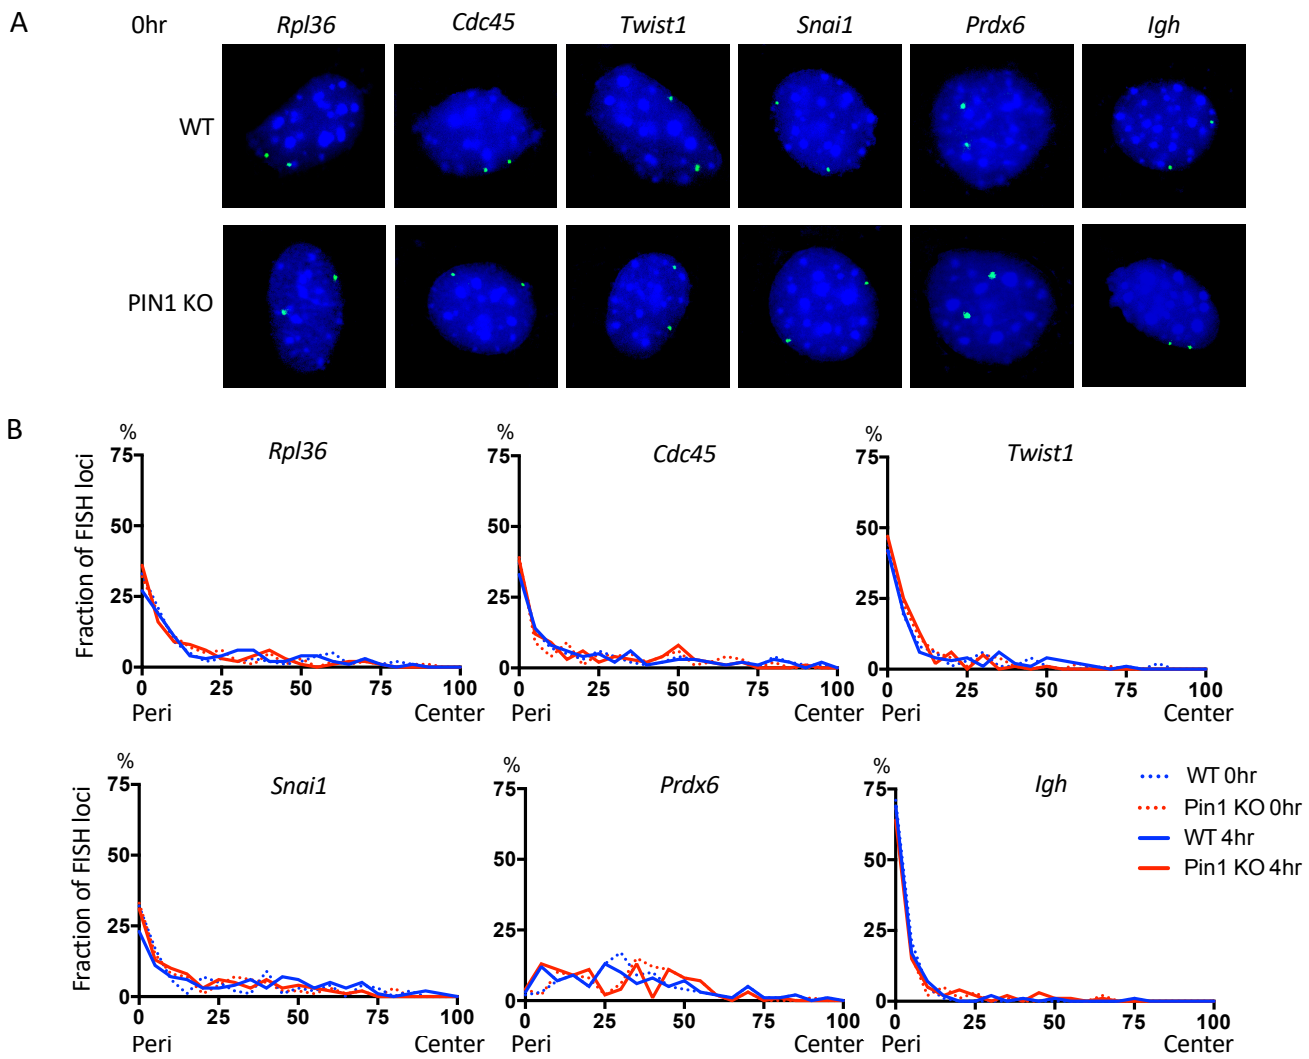 A
0hr
Rpl36
Cdc45
Twist1
Snai1
Prdx6
Igh
WT
PIN1 KO
B
%
Rpl36
Fraction of FISH loci
75
50
25
0
0 25 50 75 100
Peri Center
%
Cdc45
75
50
25
0
0 25 50 75 100
Peri Center
%
Twist1
75
50
25
0
0 25 50 75 100
Peri Center
%
Snai1
Fraction of FISH loci
75
50
25
0
0 25 50 75 100
Peri Center
%
Prdx6
75
50
25
0
0 25 50 75 100
Peri Center
%
Igh
75
50
25
0
0 25 50 75 100
Peri Center
WT 0hr
Pin1 KO 0hr
WT 4hr
Pin1 KO 4hr